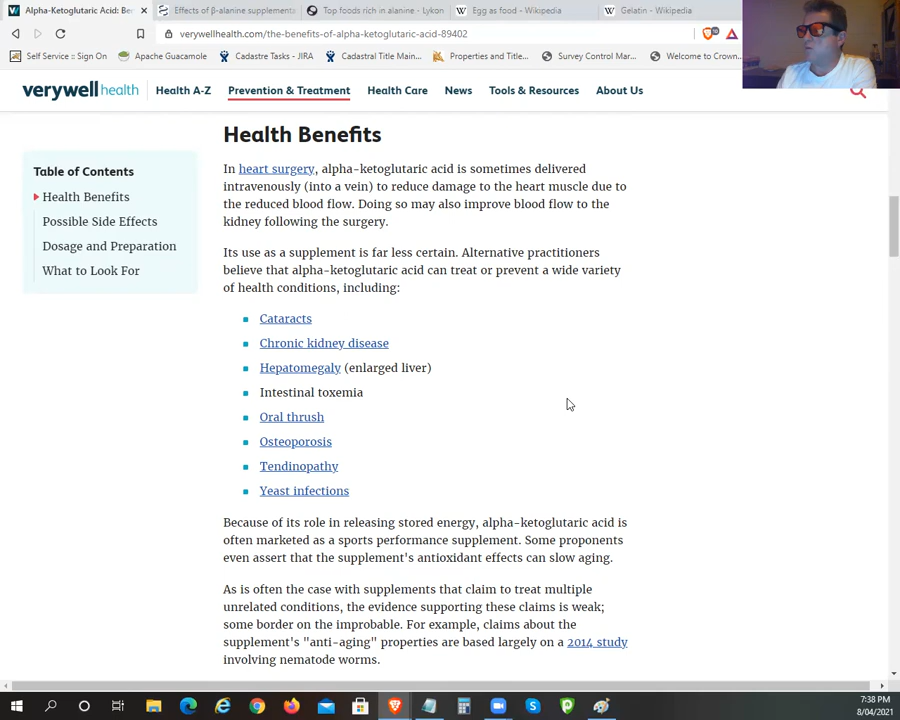 Alpha-Ketoglutaric Acid: Be
Effects of β-alanine supplementa
Top foods rich in alanine - Lykon
Egg as food - Wikipedia
Gelatin - Wikipedia
verywellhealth.com/the-benefits-of-alpha-ketoglutaric-acid-89402
Self Service :: Sign On
Apache Guacamole
Cadastre Tasks - JIRA
Cadastral Title Main...
Properties and Title...
Survey Control Mar...
Welcome to Crown...
verywell health
Health A-Z
Prevention & Treatment
Health Care
News
Tools & Resources
About Us
Table of Contents
Health Benefits
Possible Side Effects
Dosage and Preparation
What to Look For
Health Benefits
In heart surgery, alpha-ketoglutaric acid is sometimes delivered
intravenously (into a vein) to reduce damage to the heart muscle due to
the reduced blood flow. Doing so may also improve blood flow to the
kidney following the surgery.
Its use as a supplement is far less certain. Alternative practitioners
believe that alpha-ketoglutaric acid can treat or prevent a wide variety
of health conditions, including:
Cataracts
Chronic kidney disease
Hepatomegaly (enlarged liver)
Intestinal toxemia
Oral thrush
Osteoporosis
Tendinopathy
Yeast infections
Because of its role in releasing stored energy, alpha-ketoglutaric acid is
often marketed as a sports performance supplement. Some proponents
even assert that the supplement's antioxidant effects can slow aging.
As is often the case with supplements that claim to treat multiple
unrelated conditions, the evidence supporting these claims is weak;
some border on the improbable. For example, claims about the
supplement's "anti-aging" properties are based largely on a 2014 study
involving nematode worms.
7:38 PM
8/04/2021